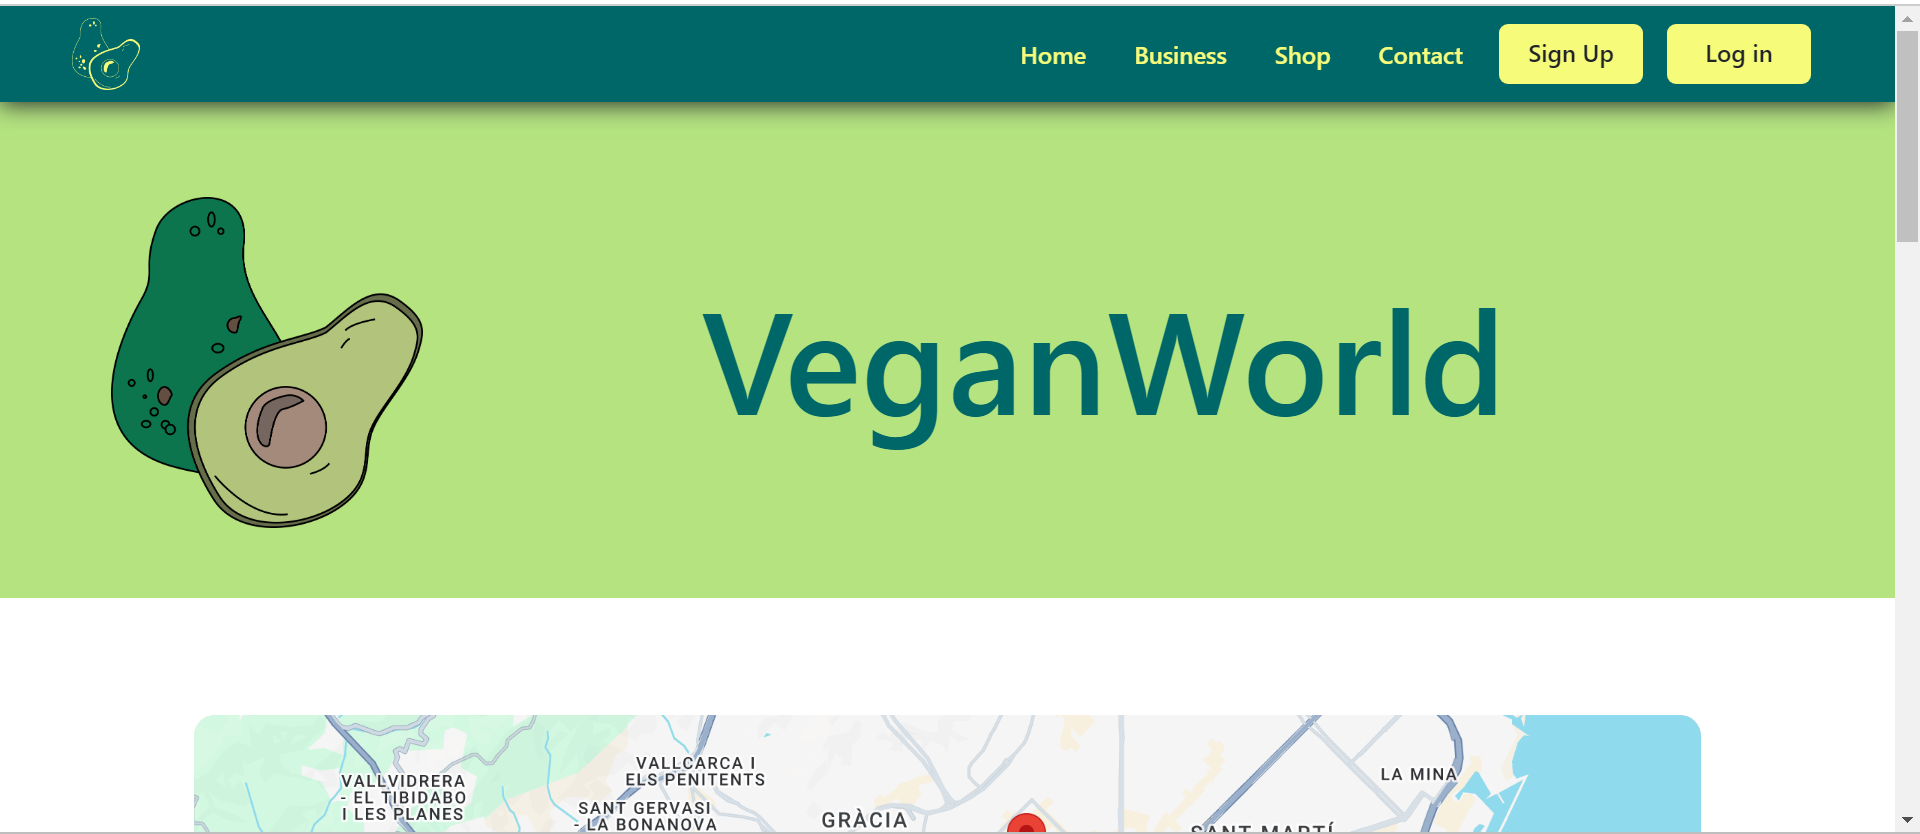 Home Business Shop Contact Sign Up Log in
VeganWorld
VALLCARCA I
ELS PENITENTS
LA MINA
VALLVIDRERA
- EL TIBIDABO
I LES PLANES
SANT GERVASI
- LA BONANOVA
GRÀCIA
SANT MARTÍ